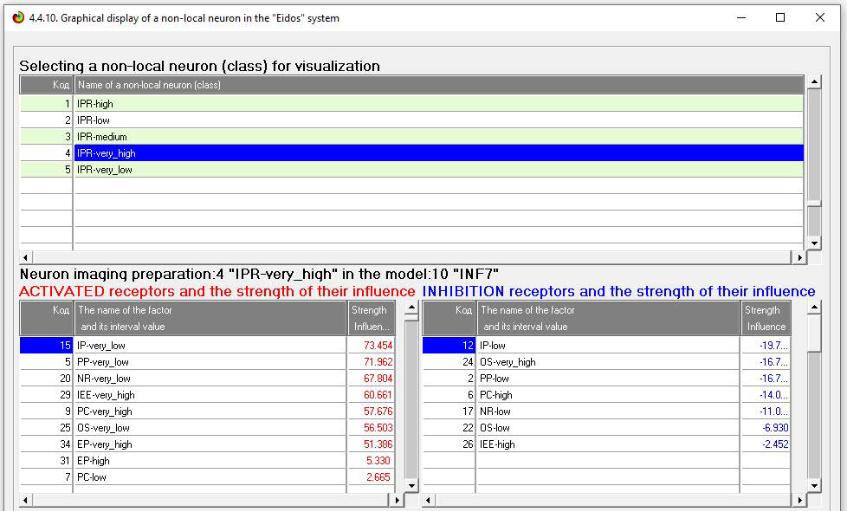 4.4.10. Graphical display of a non-local neuron in the "Eidos" system
Selecting a non-local neuron (class) for visualization
Код Name of a non-local neuron (class)
1 IPR-high
2 IPR-low
3 IPR-medium
4 IPR-very_high
5 IPR-very_low
Neuron imaging preparation:4 "IPR-very_high" in the model:10 "INF7"
ACTIVATED receptors and the strength of their influence INHIBITION receptors and the strength of their influence
Код The name of the factor Strength Код The name of the factor Strength
and its interval value Influen... and its interval value Influence
15 IP-very_low 73.454 12 IP-low -19.7...
5 PP-very_low 71.962 24 OS-very_high -16.7...
20 NR-very_low 67.804 2 PP-low -16.7...
29 IEE-very_high 60.661 6 PC-high -14.0...
9 PC-very_high 57.676 17 NR-low -11.0...
25 OS-very_low 56.503 22 OS-low -6.930
34 EP-very_high 51.386 26 IEE-high -2.452
31 EP-high 5.330
7 PC-low 2.665